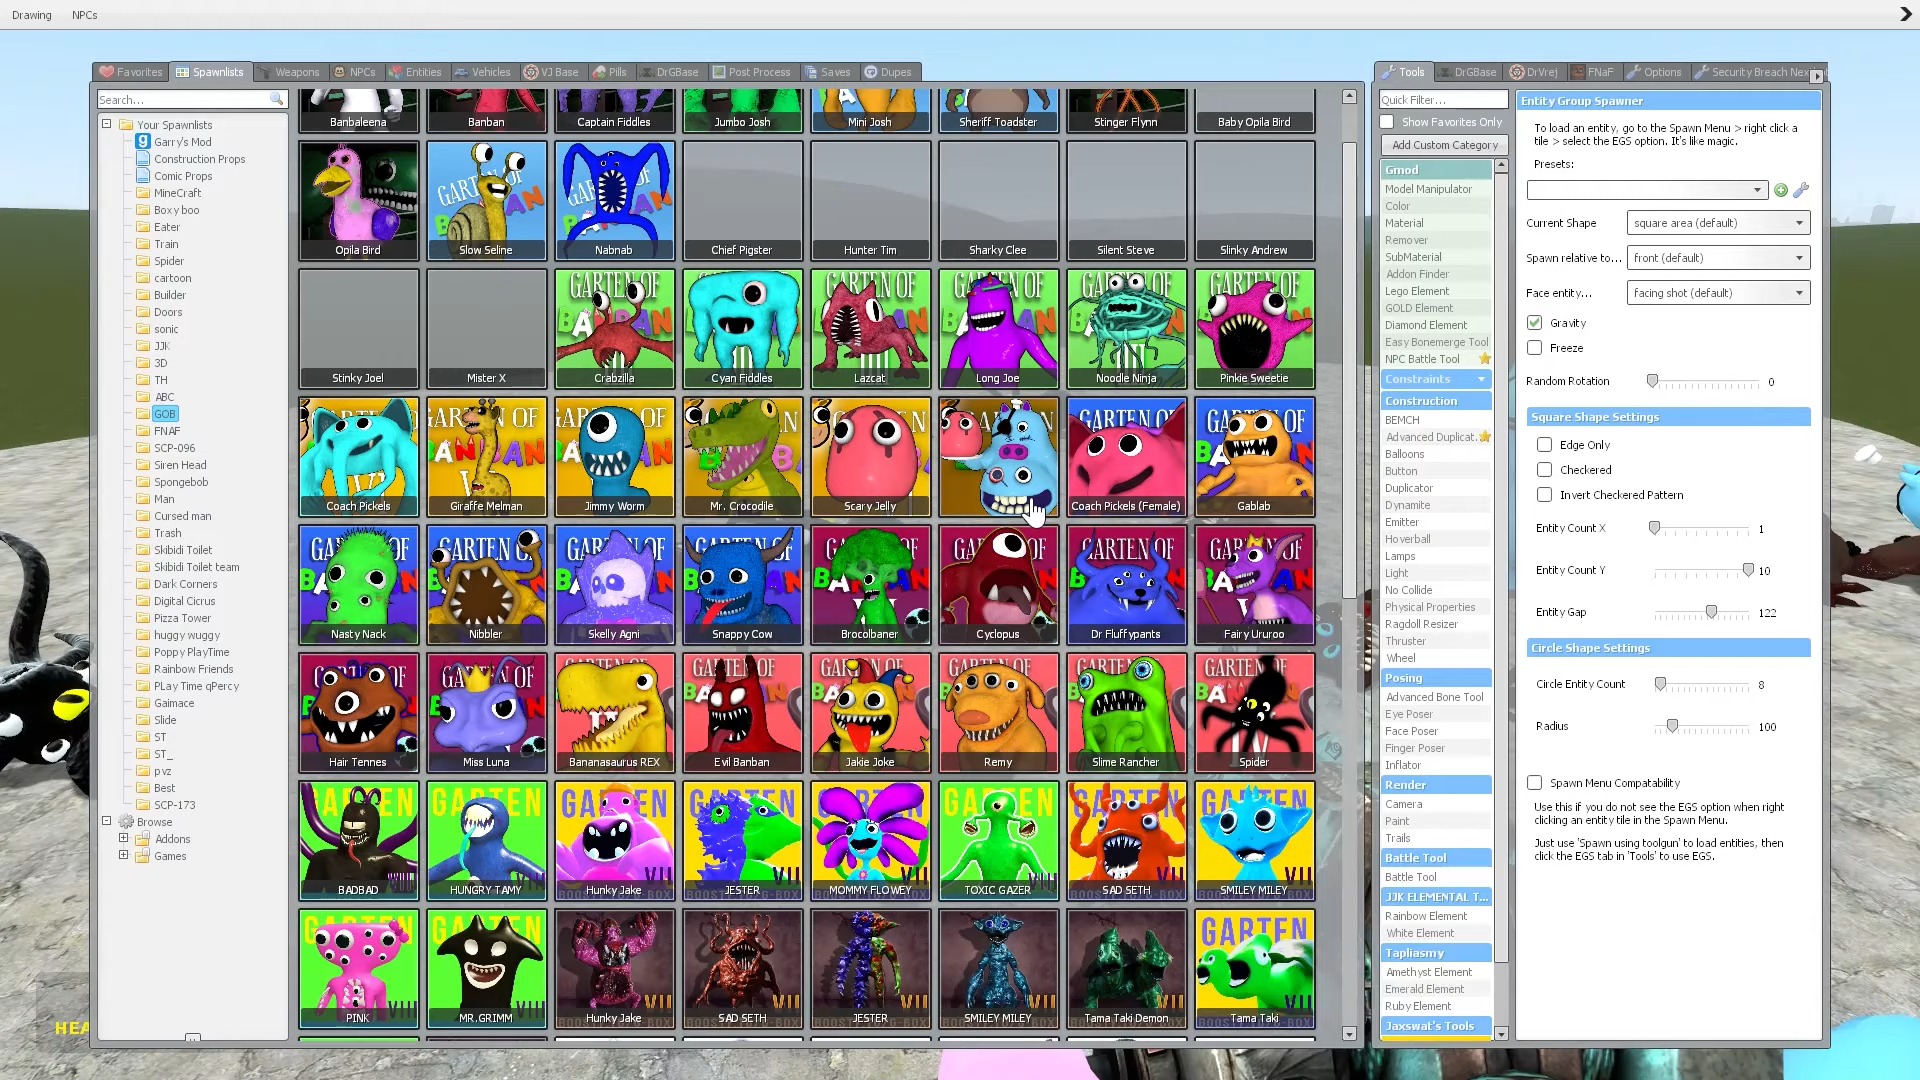 Drawing NPCs
Favorites Spawnlists Weapons NPCs Entities Vehicles VJ Base Pills DrGBase Post Process Saves Dupes
Search...
Your Spawnlists
Garry's Mod
Construction Props
Comic Props
MineCraft
Boxy boo
Eater
Train
Spider
cartoon
Builder
Doors
sonic
JJK
3D
TH
ABC
GOB
FNAF
SCP-096
Siren Head
Spongebob
Man
Cursed man
Trash
Skibidi Toilet
Skibidi Toilet team
Dark Corners
Digital Cicrus
Pizza Tower
huggy wuggy
Poppy PlayTime
Rainbow Friends
PLay Time qPercy
Gaimace
Slide
ST
ST_
pvz
Best
SCP-173
Browse
Addons
Games
HEA
Banbaleena Banban Captain Fiddles Jumbo Josh Mini Josh Sheriff Toadster Stinger Flynn Baby Opila Bird
Opila Bird Slow Seline Nabnab Chief Pigster Hunter Tim Sharky Clee Silent Steve Slinky Andrew
Stinky Joel Mister X Crabzilla Cyan Fiddles Lazcat Long Joe Noodle Ninja Pinkie Sweetie
Coach Pickels Giraffe Melman Jimmy Worm Mr. Crocodile Scary Jelly Coach Pickels (Female) Gablab
Nasty Nack Nibbler Skelly Agni Snappy Cow Brocolbaner Cyclopus Dr Fluffypants Fairy Ururoo
Hair Tennes Miss Luna Bananasaurus REX Evil Banban Jakie Joke Remy Slime Rancher Spider
BADBAD HUNGRY TAMY Hunky Jake JESTER MOMMY FLOWEY TOXIC GAZER SAD SETH SMILEY MILEY
PINK MR.GRIMM Hunky Jake SAD SETH JESTER SMILEY MILEY Tama Taki Demon Tama Taki
Tools DrGBase DrVrej FNaF Options Security Breach Nex
Quick Filter...
Show Favorites Only
Add Custom Category
Gmod
Model Manipulator
Color
Material
Remover
SubMaterial
Addon Finder
Lego Element
GOLD Element
Diamond Element
Easy Bonemerge Tool
NPC Battle Tool
Constraints
Construction
BEMCH
Advanced Duplicat...
Balloons
Button
Duplicator
Dynamite
Emitter
Hoverball
Lamps
Light
No Collide
Physical Properties
Ragdoll Resizer
Thruster
Wheel
Posing
Advanced Bone Tool
Eye Poser
Face Poser
Finger Poser
Inflator
Render
Camera
Paint
Trails
Battle Tool
Battle Tool
JJK ELEMENTAL T...
Rainbow Element
White Element
Tapliasmy
Amethyst Element
Emerald Element
Ruby Element
Jaxswat's Tools
Entity Group Spawner
To load an entity, go to the Spawn Menu > right click a
tile > select the EGS option. It's like magic.
Presets:
Current Shape square area (default)
Spawn relative to... front (default)
Face entity... facing shot (default)
Gravity
Freeze
Random Rotation 0
Square Shape Settings
Edge Only
Checkered
Invert Checkered Pattern
Entity Count X 1
Entity Count Y 10
Entity Gap 122
Circle Shape Settings
Circle Entity Count 8
Radius 100
Spawn Menu Compatability
Use this if you do not see the EGS option when right
clicking an entity tile in the Spawn Menu.
Just use 'Spawn using toolgun' to load entities, then
click the EGS tab in 'Tools' to use EGS.